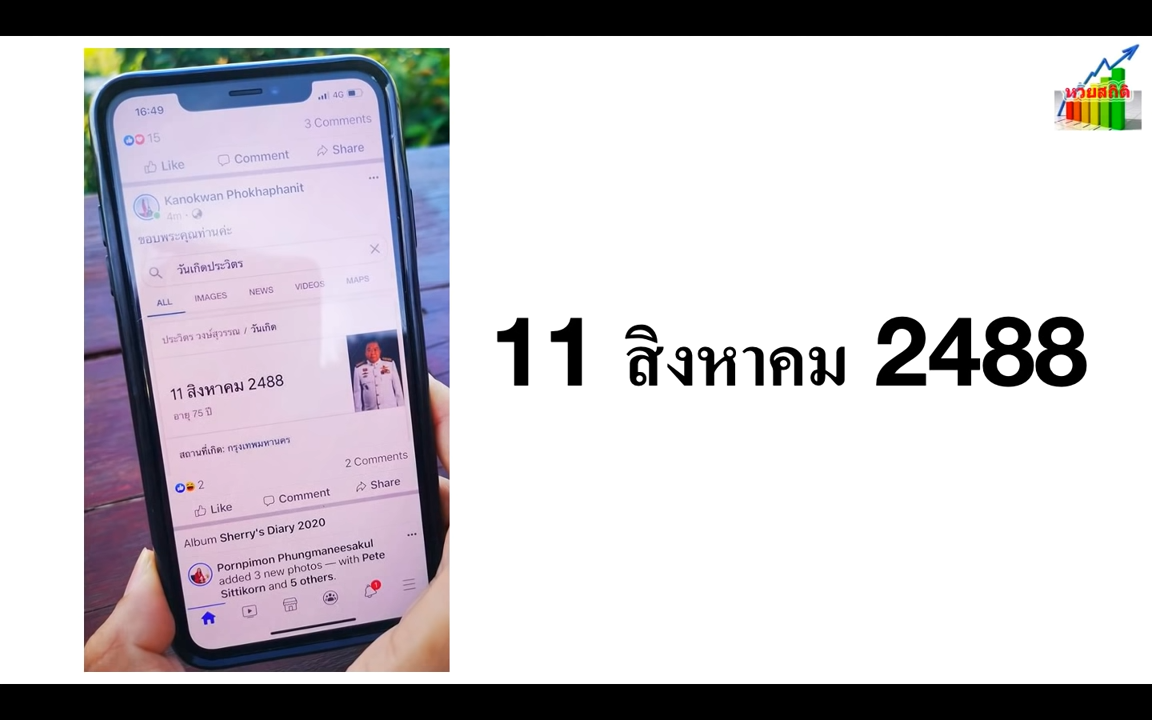 16:49
4G
15
3 Comments
Like Comment Share
Kanokwan Phokhaphanit
4m
ขอบพระคุณท่านค่ะ
วันเกิดประวิตร
ALL IMAGES NEWS VIDEOS MAPS
ประวิตร วงษ์สุวรรณ / วันเกิด
11 สิงหาคม 2488
อายุ 75 ปี
สถานที่เกิด: กรุงเทพมหานคร
2
2 Comments
Like Comment Share
Album Sherry's Diary 2020
Pornpimon Phungmaneesakul
added 3 new photos — with Pete
Sittikorn and 5 others.
1
11 สิงหาคม 2488
หวยสถิติ